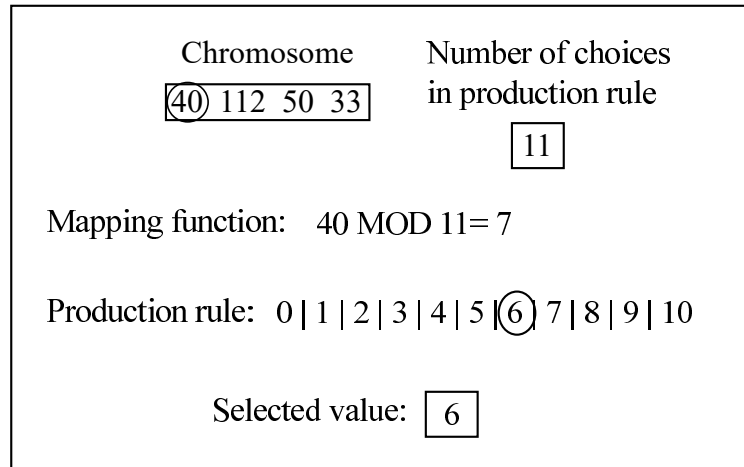 Chromosome
40 112 50 33
Number of choices
in production rule
11
Mapping function: 40 MOD 11= 7
Production rule: 0 | 1 | 2 | 3 | 4 | 5 | 6 | 7 | 8 | 9 | 10
Selected value: 6